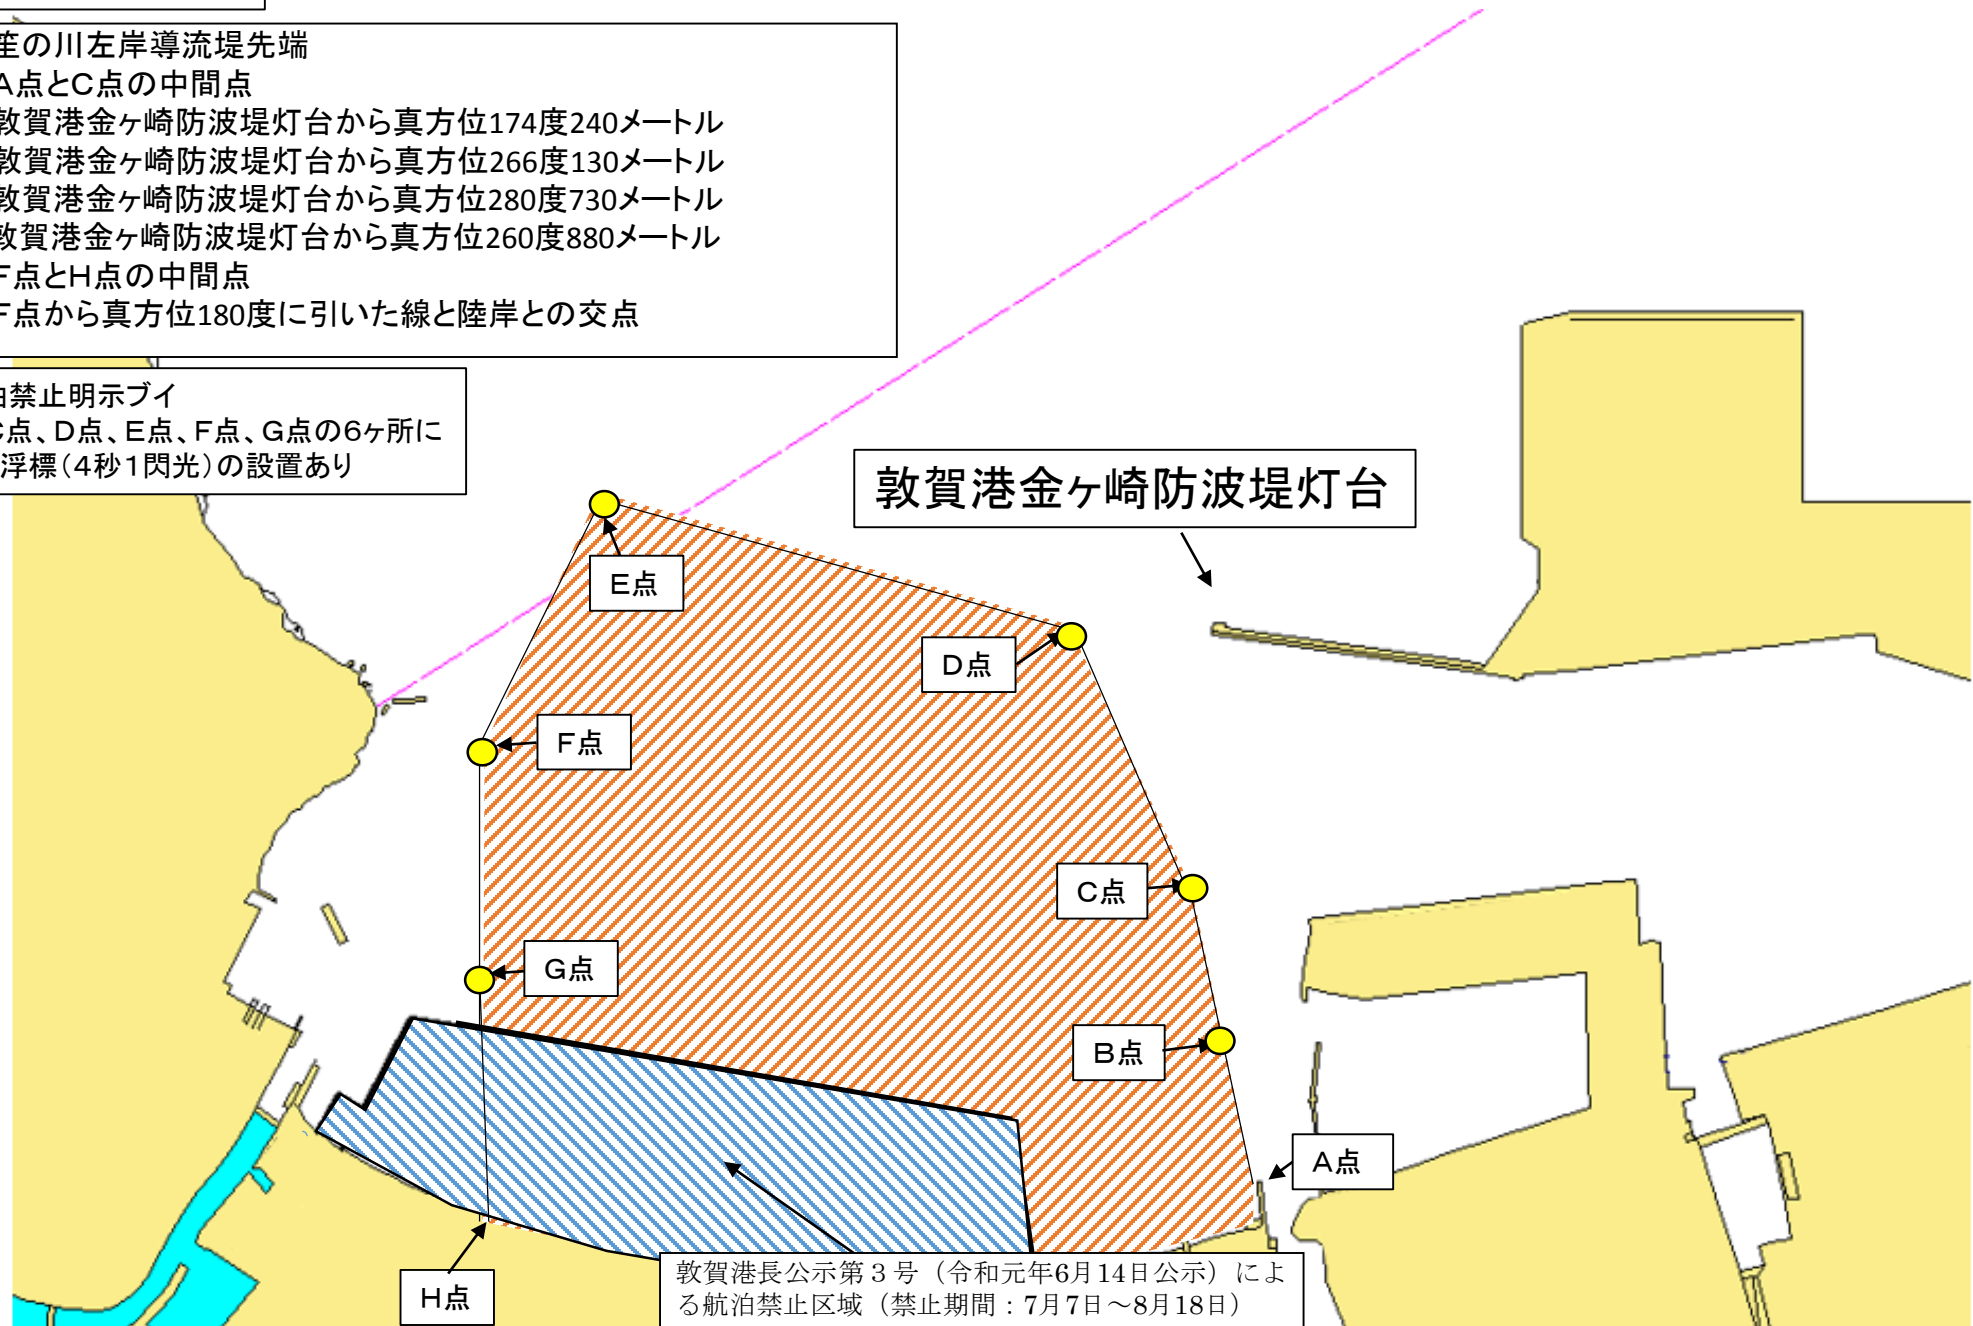 笙の川左岸導流堤先端
A点とC点の中間点
敦賀港金ヶ崎防波堤灯台から真方位174度240メートル
敦賀港金ヶ崎防波堤灯台から真方位266度130メートル
敦賀港金ヶ崎防波堤灯台から真方位280度730メートル
敦賀港金ヶ崎防波堤灯台から真方位260度880メートル
F点とH点の中間点
F点から真方位180度に引いた線と陸岸との交点
泊禁止明示ブイ
C点、D点、E点、F点、G点の6ヶ所に
浮標(4秒1閃光)の設置あり
敦賀港金ヶ崎防波堤灯台
E点
D点
F点
C点
G点
B点
A点
H点
敦賀港長公示第3号（令和元年6月14日公示）によ
る航泊禁止区域（禁止期間：7月7日～8月18日）